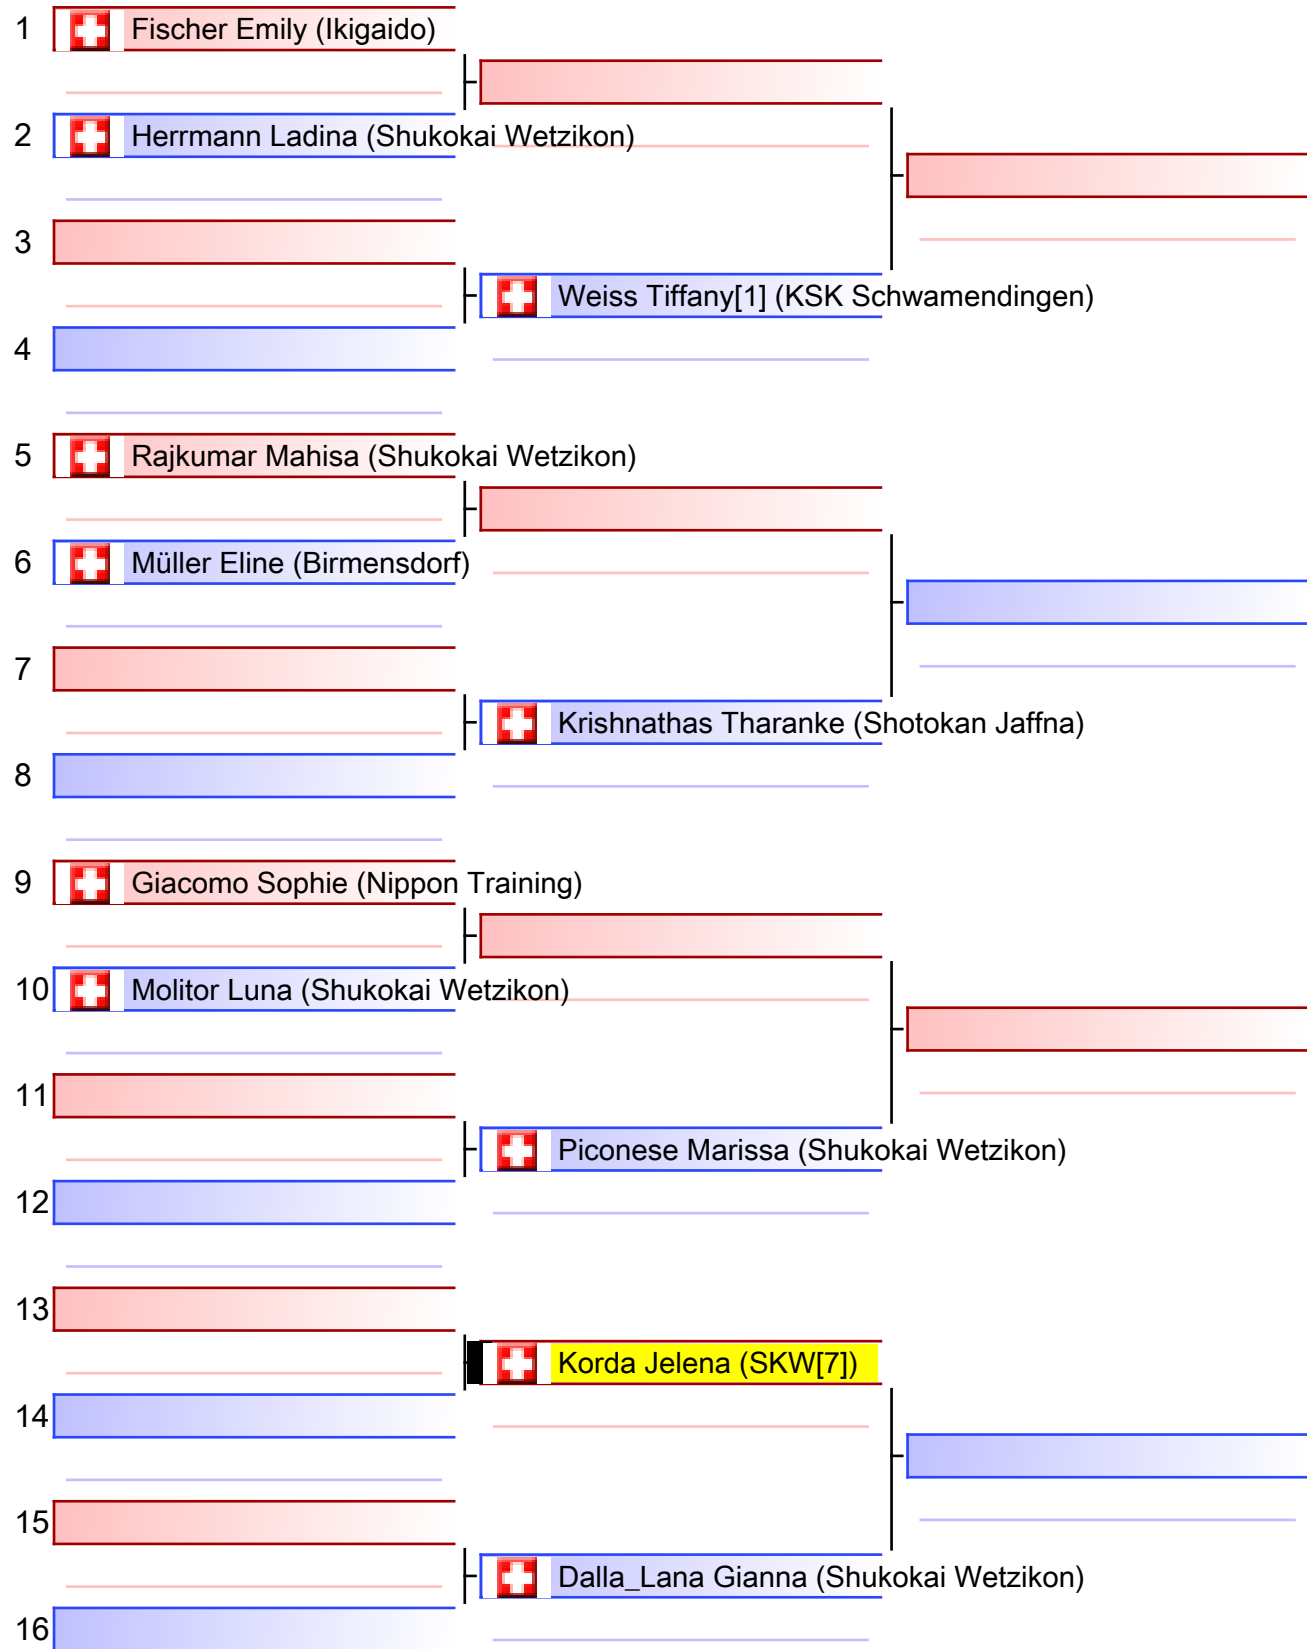 1 Fischer Emily (Ikigaido)
2 Herrmann Ladina (Shukokai Wetzikon)
3
Weiss Tiffany[1] (KSK Schwamendingen)
4
5 Rajkumar Mahisa (Shukokai Wetzikon)
6 Müller Eline (Birmensdorf)
7
Krishnathas Tharanke (Shotokan Jaffna)
8
9 Giacomo Sophie (Nippon Training)
10 Molitor Luna (Shukokai Wetzikon)
11
Piconese Marissa (Shukokai Wetzikon)
12
13
Korda Jelena (SKW[7])
14
15
Dalla_Lana Gianna (Shukokai Wetzikon)
16